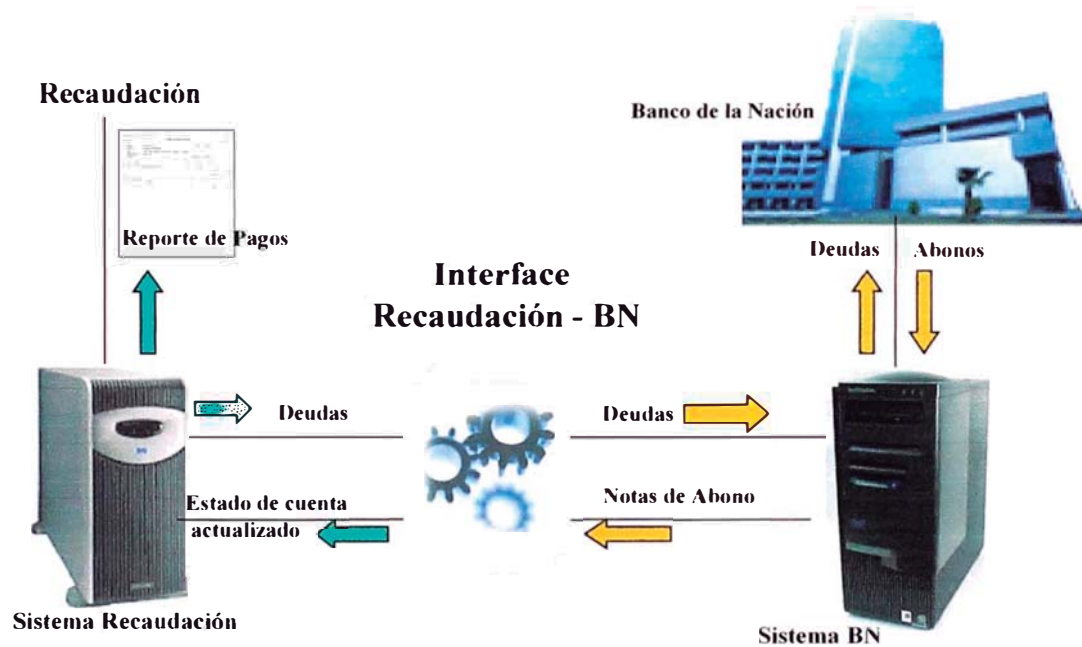 Recaudación
Banco de la Nación
Reporte de Pagos
Deudas
Abonos
Interface
Recaudación - BN
Deudas
Deudas
Estado de cuenta
actualizado
Notas de Abono
Sistema Recaudación
Sistema BN